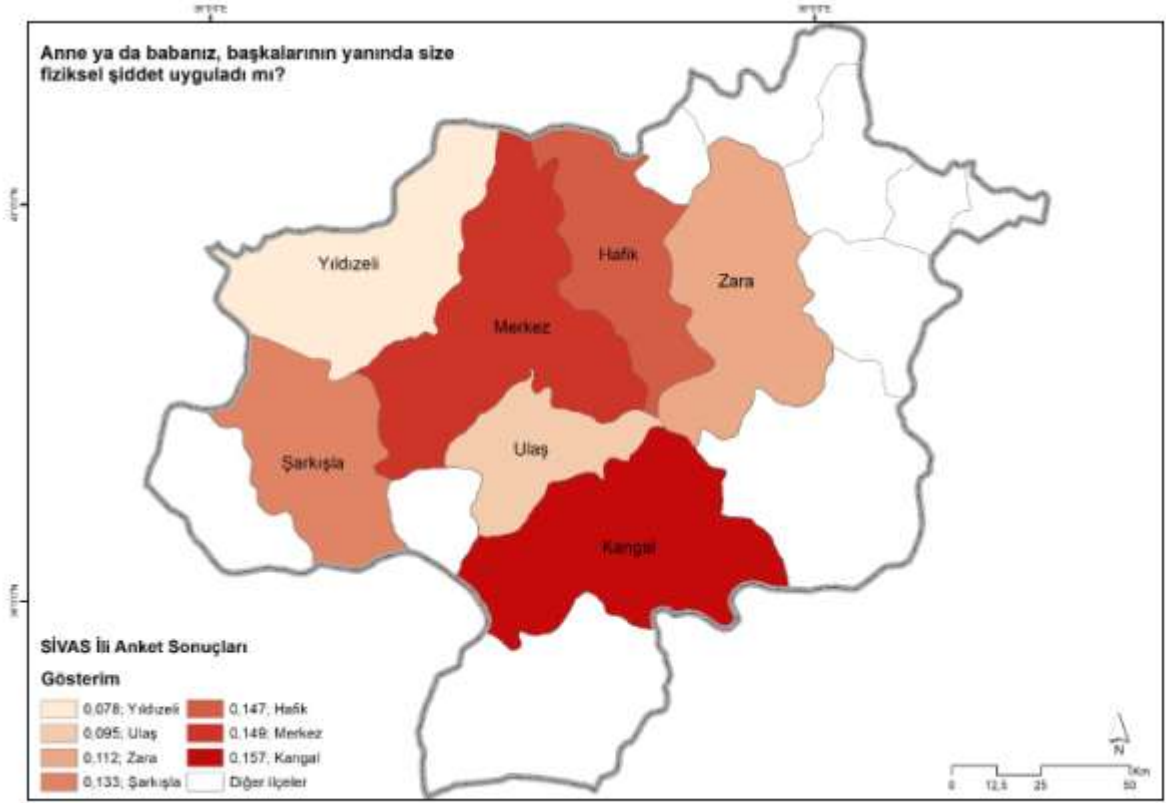 Anne ya da babanız, başkalarının yanında size
fiziksel şiddet uyguladı mı?
Yıldızeli
Hafik
Zara
Merkez
Ulaş
Şarkışla
Kangal
SİVAS İli Anket Sonuçları
Gösterim
0,078; Yıldızeli
0,147; Hafik
0,095; Ulaş
0,149; Merkez
0,112; Zara
0,157; Kangal
0,133; Şarkışla
Diğer ilçeler
N
Km
0 12,5 25 50